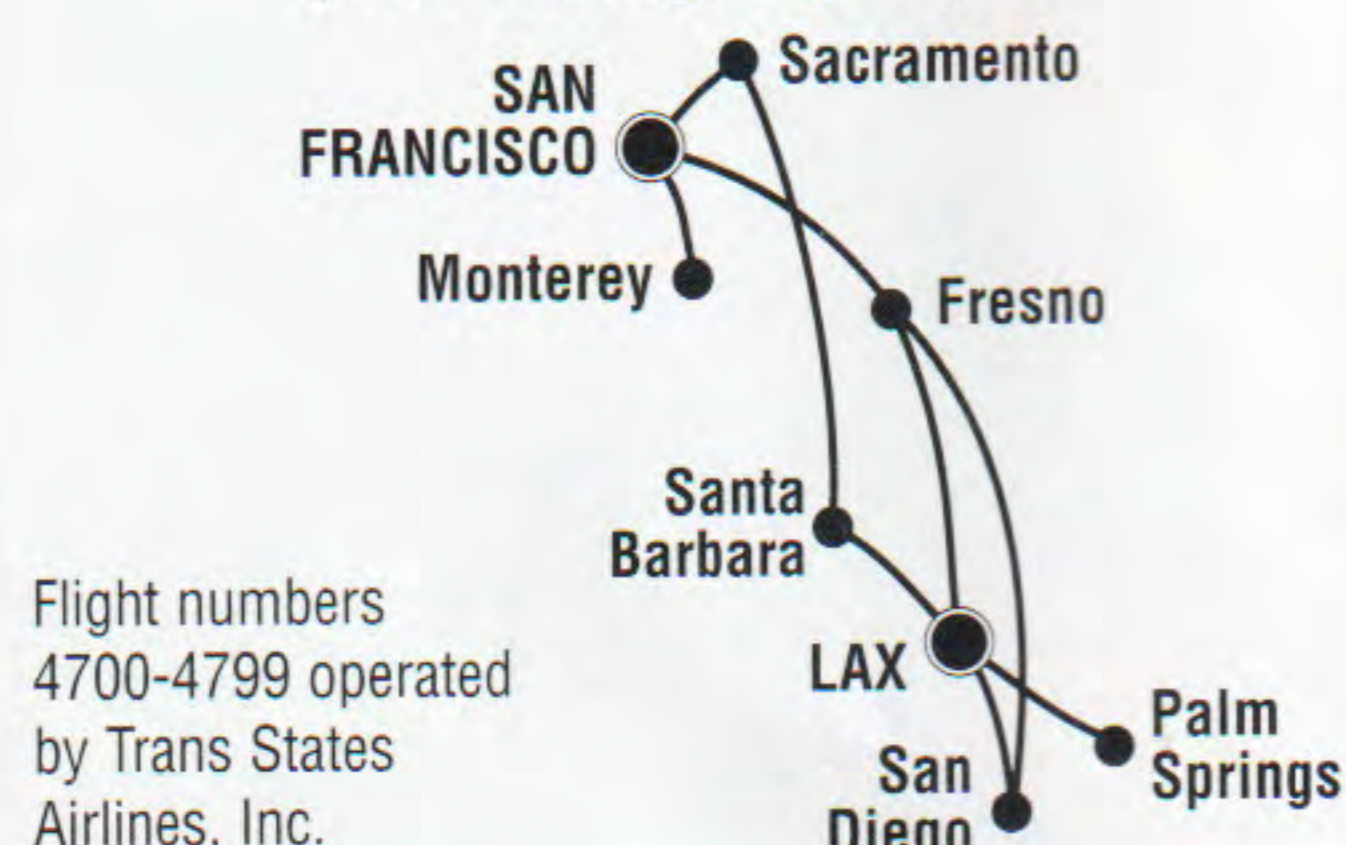 Sacramento
SAN
FRANCISCO
Monterey
Fresno
Santa
Barbara
Flight numbers
4700-4799 operated
by Trans States
Airlines, Inc.
LAX
Palm
Springs
San
Diego